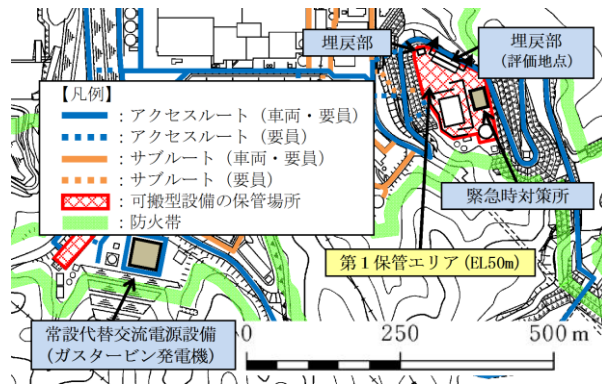 埋戻部
埋戻部
(評価地点)
【凡例】
：アクセスルート（車両・要員）
：アクセスルート（要員）
：サブルート（車両・要員）
：サブルート（要員）
：可搬型設備の保管場所
：防火帯
緊急時対策所
第１保管エリア(EL50m)
常設代替交流電源設備
(ガスタービン発電機)
0 250 500 m